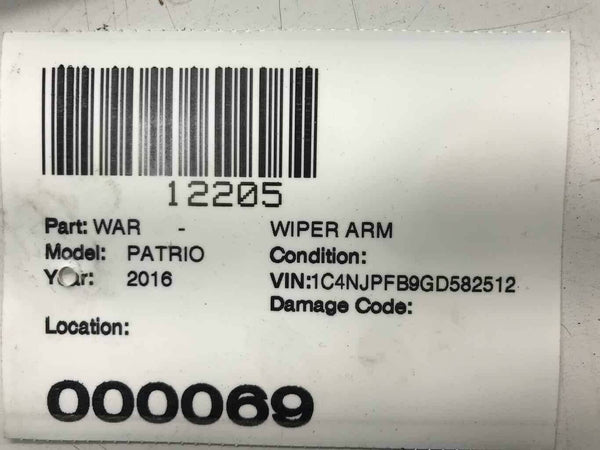 12205
Part: WAR - WIPER ARM
Model: PATRIO Condition:
Year: 2016 VIN:1C4NJPFB9GD582512
Damage Code:
Location:
000069